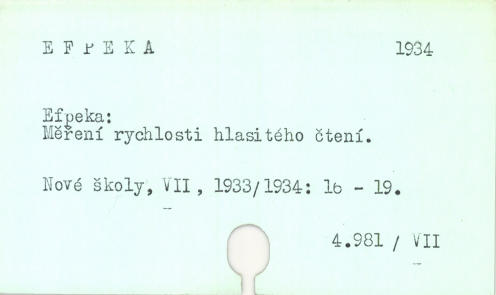 E F P E K A 1934
Efpeka:
Měření rychlosti hlasitého čtení.
Nové školy, VII, 1933/1934: 16 - 19.
4.981 / VII